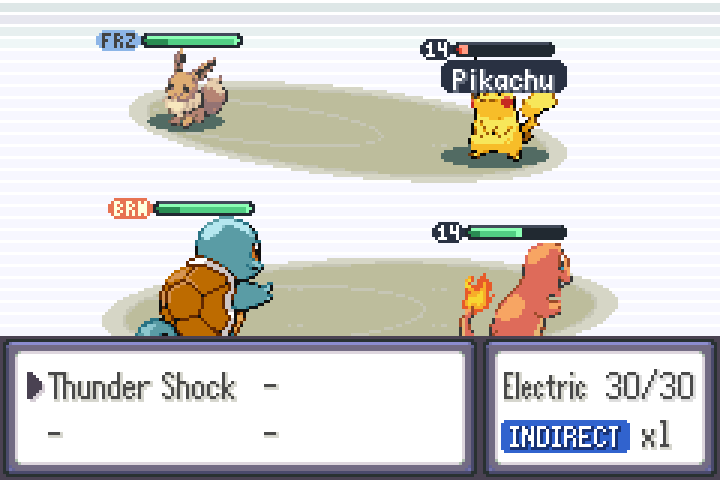 FRZ
14
Pikachu
BRN
14
Thunder Shock -
- -
Electric 30/30
INDIRECT x1